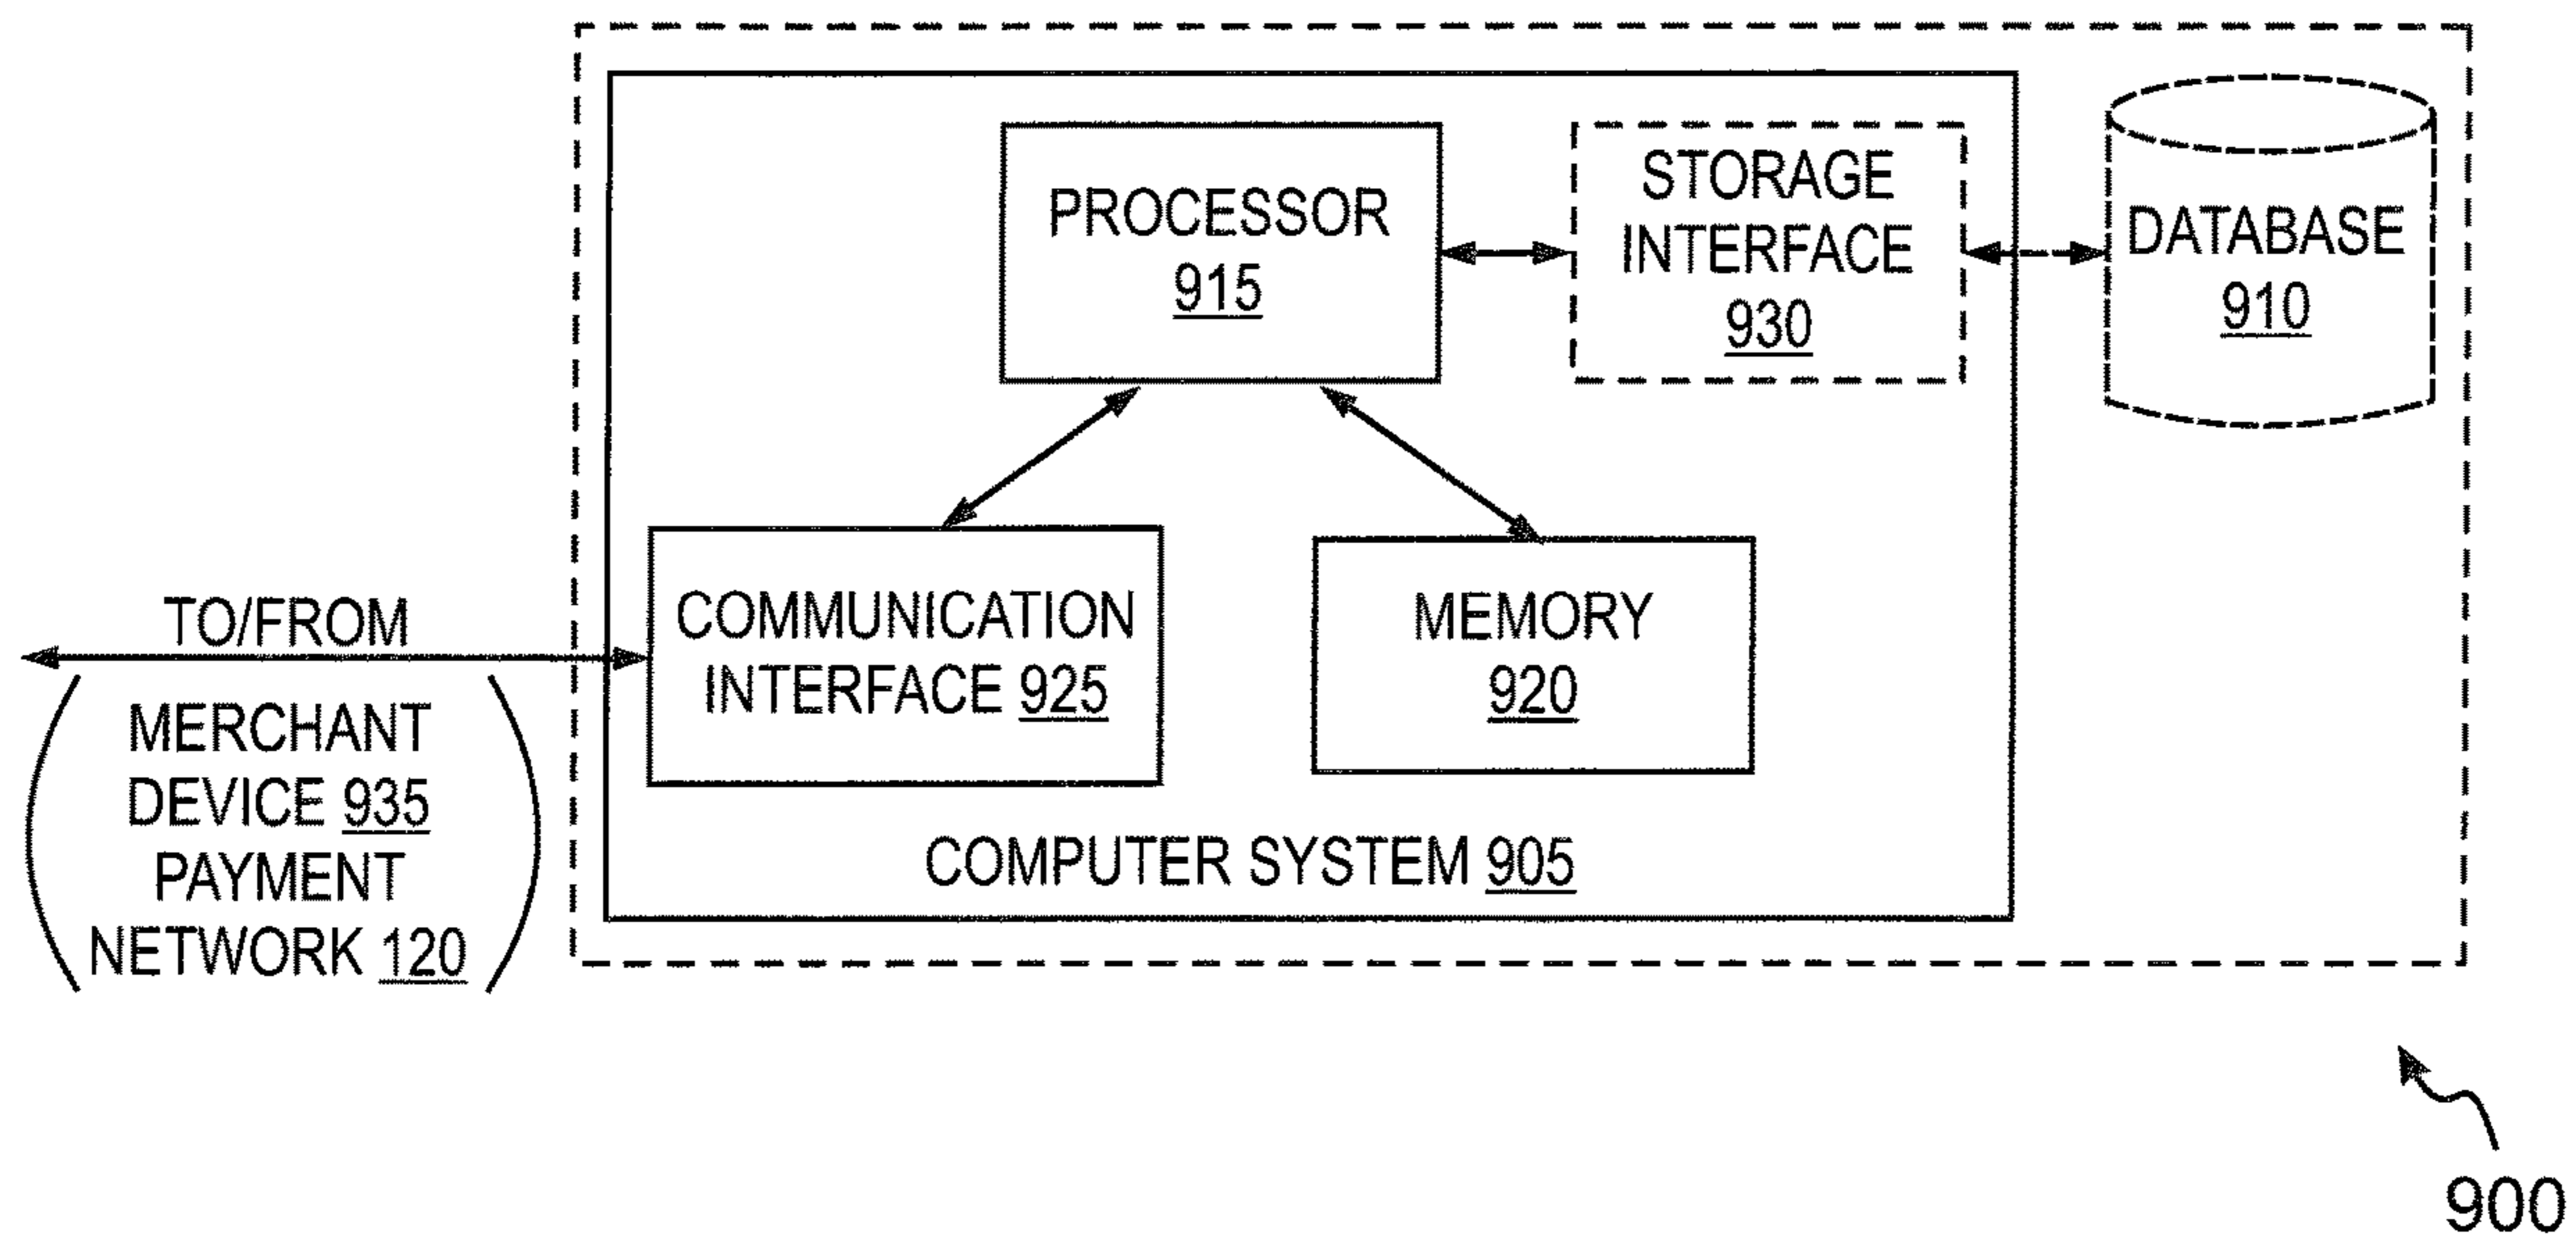 PROCESSOR
915
STORAGE
INTERFACE
930
DATABASE
910
TO/FROM
MERCHANT
DEVICE 935
PAYMENT
NETWORK 120
COMMUNICATION
INTERFACE 925
MEMORY
920
COMPUTER SYSTEM 905
900